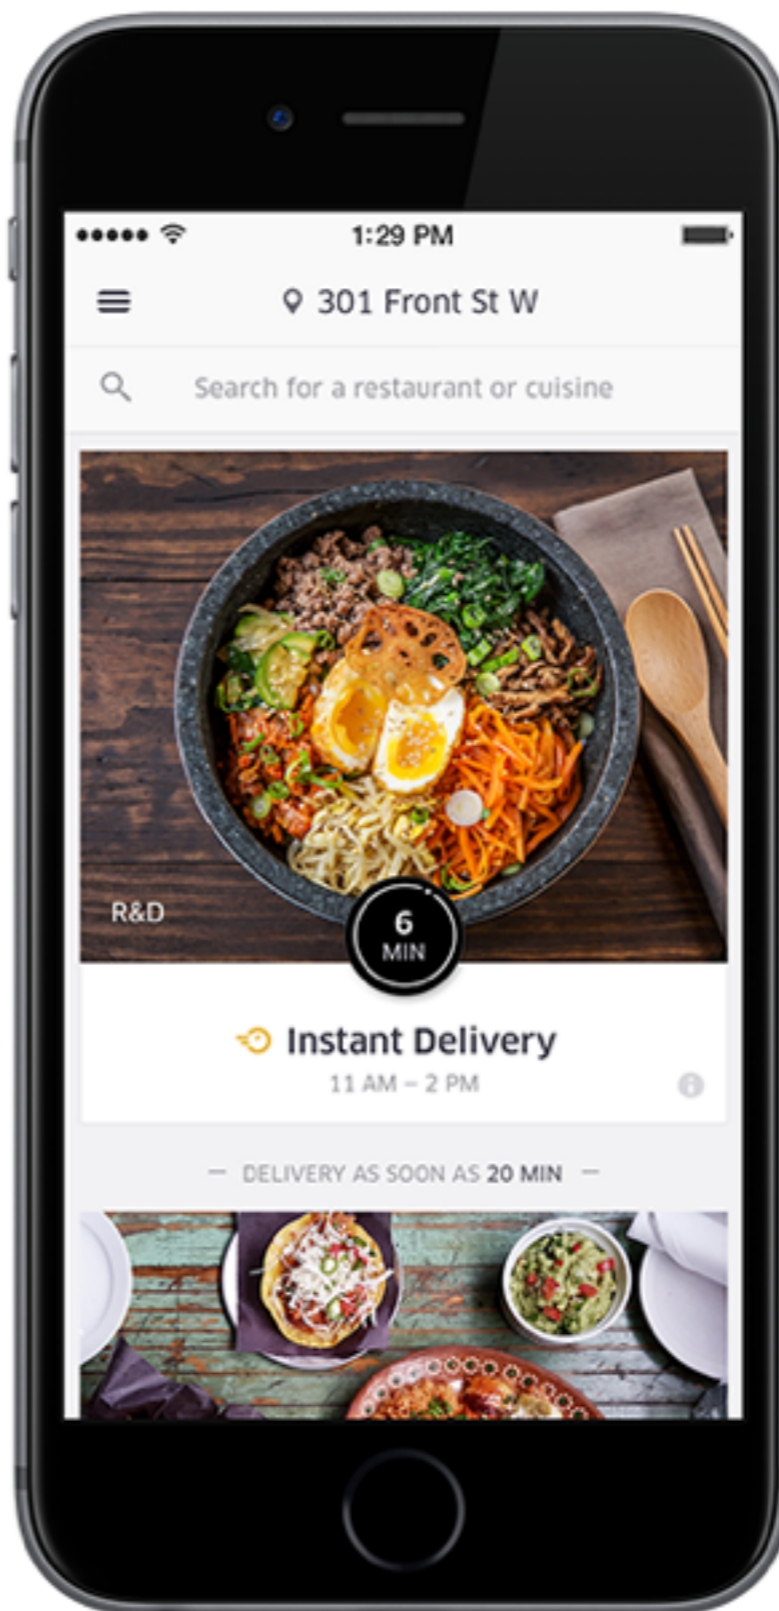 1:29 PM
301 Front St W
Search for a restaurant or cuisine
R&D
6
MIN
Instant Delivery
11 AM – 2 PM
DELIVERY AS SOON AS 20 MIN